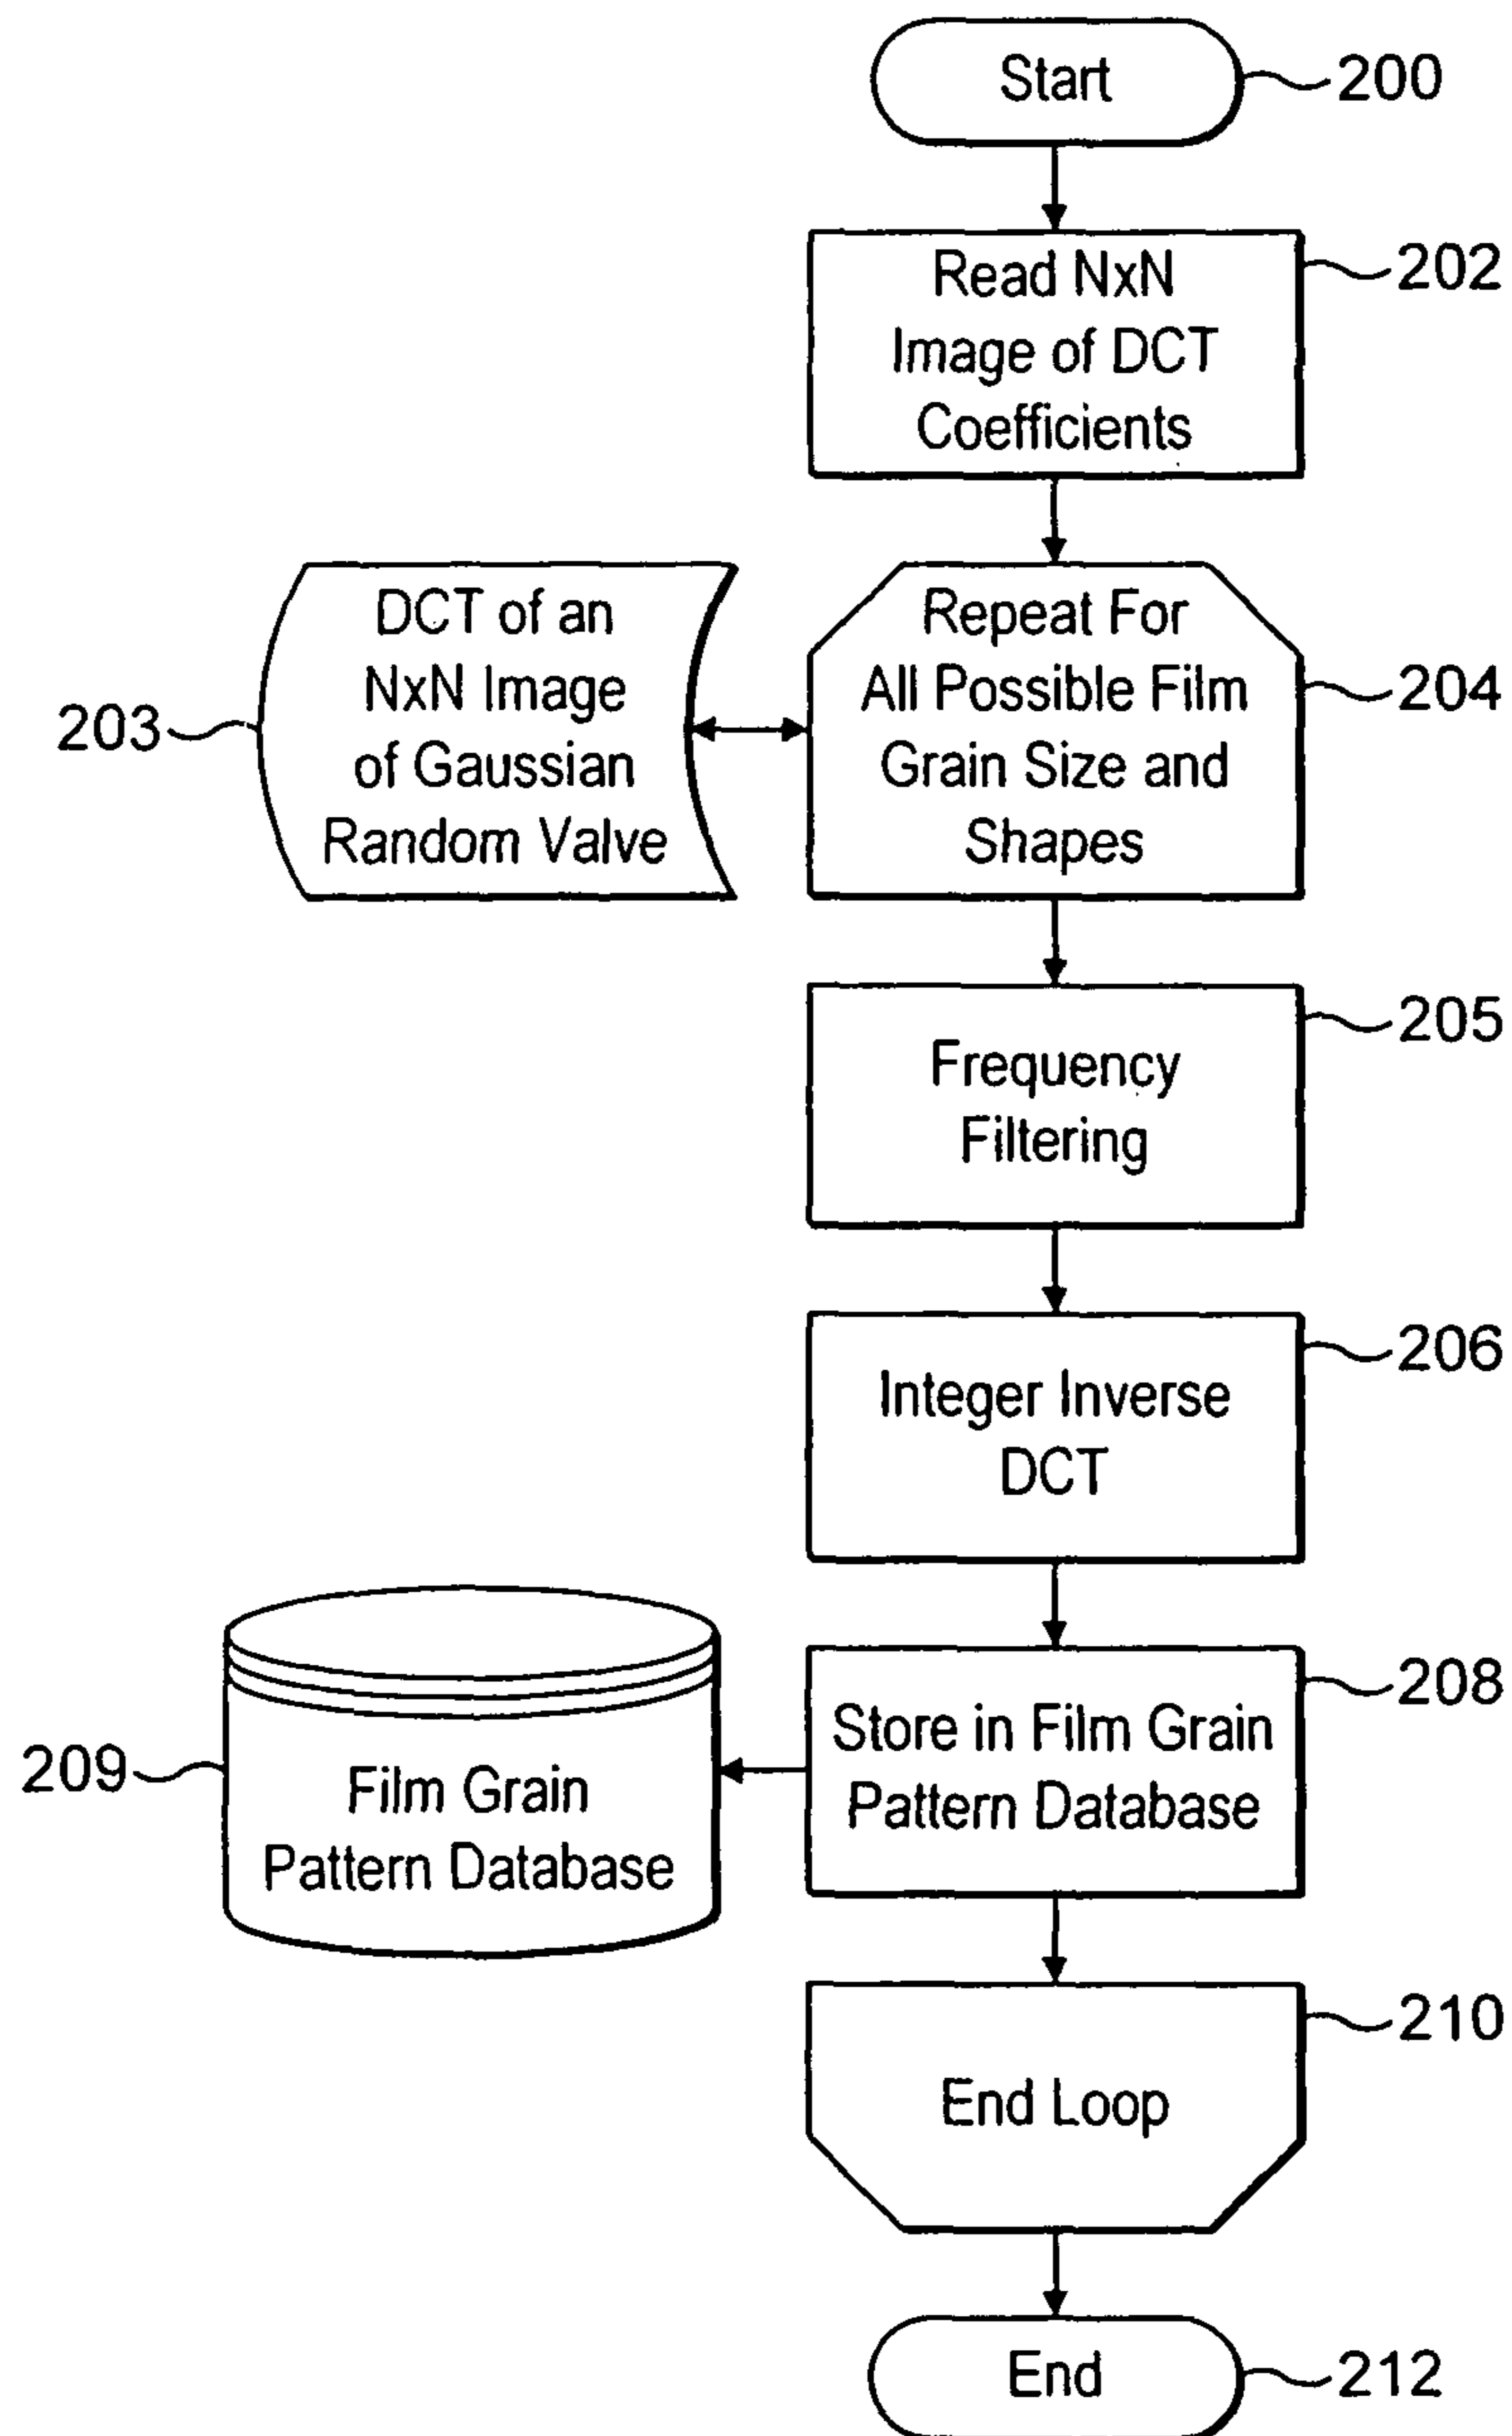 Start
200
Read NxN
Image of DCT
Coefficients
202
DCT of an
NxN Image
of Gaussian
Random Valve
203
Repeat For
All Possible Film
Grain Size and
Shapes
204
Frequency
Filtering
205
Integer Inverse
DCT
206
Store in Film Grain
Pattern Database
208
Film Grain
Pattern Database
209
End Loop
210
End
212